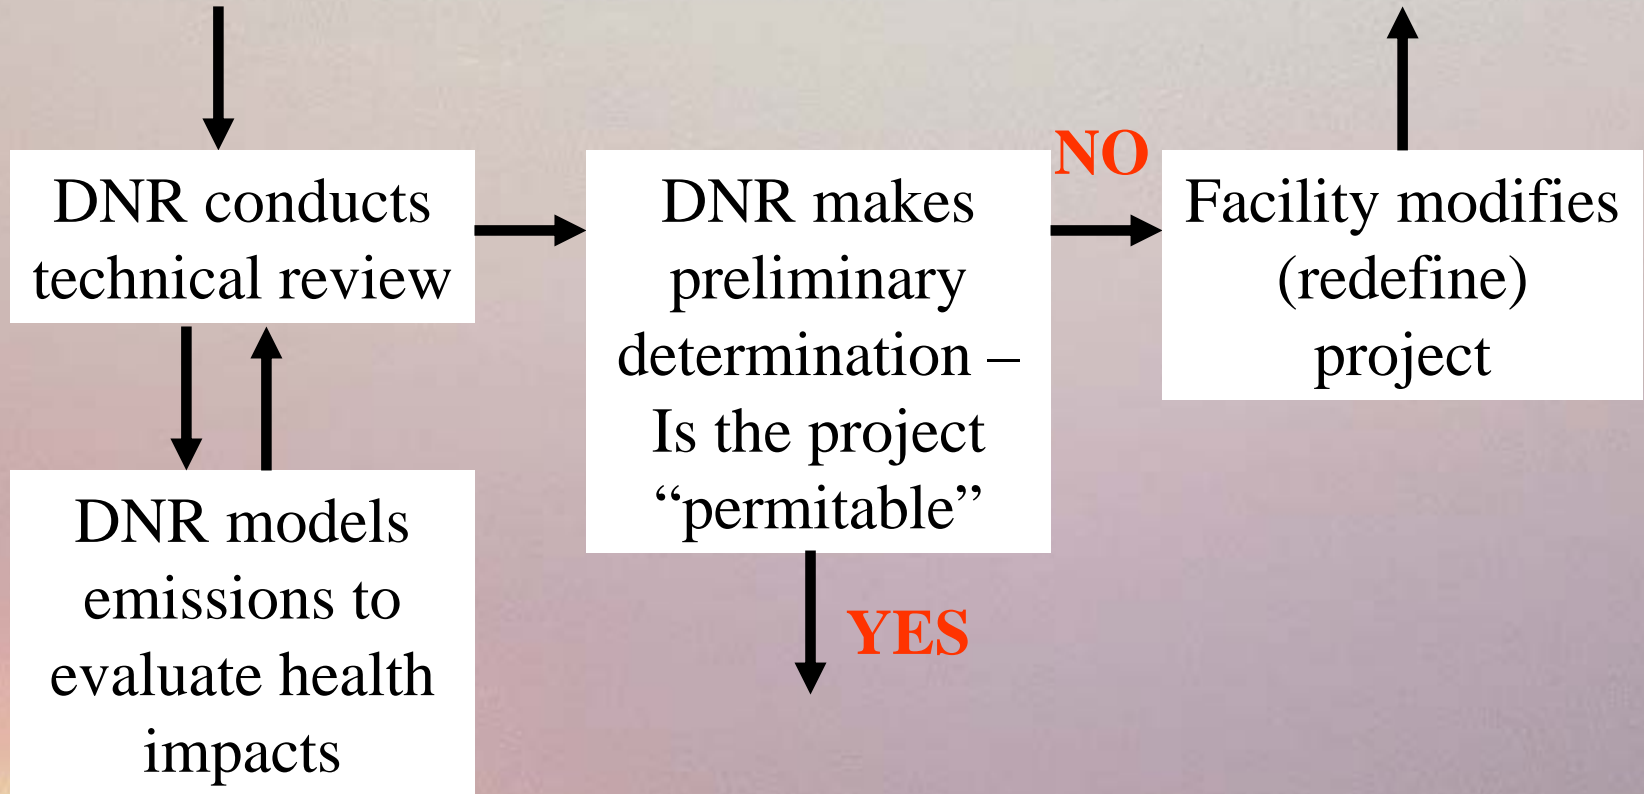 DNR conducts
technical review
DNR models
emissions to
evaluate health
impacts
DNR makes
preliminary
determination –
Is the project
“permitable”
NO
YES
Facility modifies
(redefine)
project